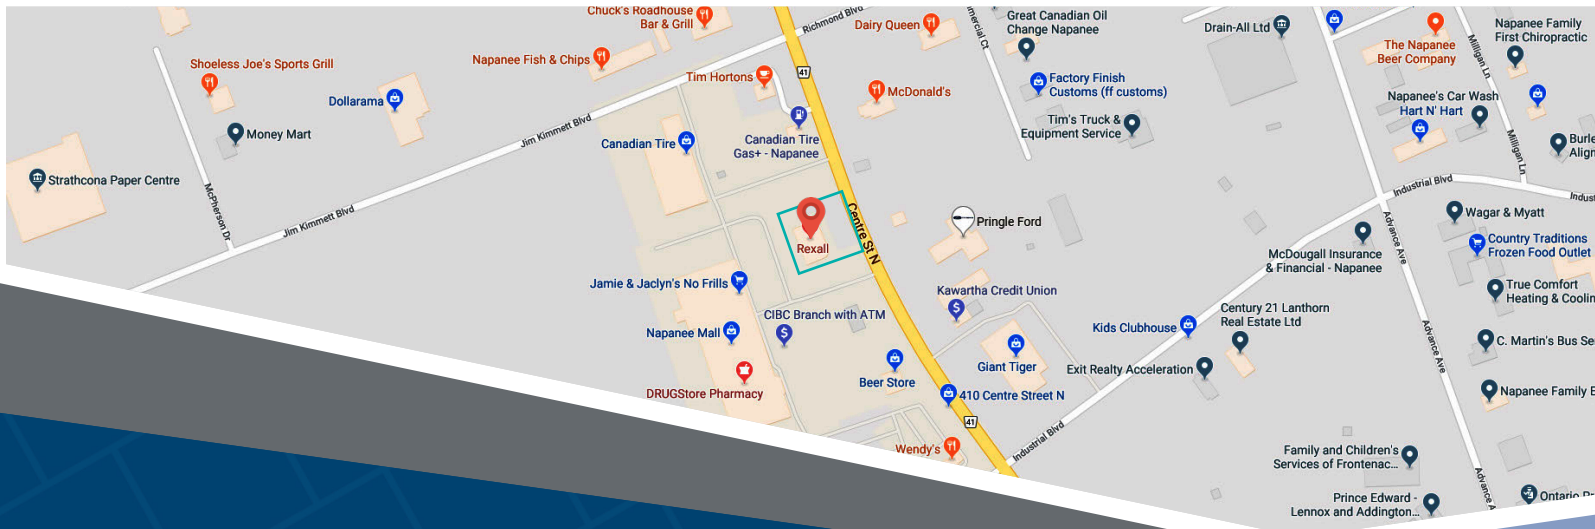 Chuck's Roadhouse
Bar & Grill
Richmond Blvd
Dairy Queen
Great Canadian Oil
Change Napanee
Drain-All Ltd
The Napanee
Beer Company
Milligan Ln
Napanee Family
First Chiropractic
Shoeless Joe's Sports Grill
Napanee Fish & Chips
Tim Hortons
41
McDonald's
Factory Finish
Customs (ff customs)
Dollarama
Money Mart
Jim Kimmett Blvd
Canadian Tire
Canadian Tire
Gas+ - Napanee
Tim's Truck &
Equipment Service
Napanee's Car Wash
Hart N' Hart
Milligan Ln
Strathcona Paper Centre
McPherson Dr
Jim Kimmett Blvd
Rexall
Centre St N
Pringle Ford
Industrial Blvd
Advance Ave
Wagar & Myatt
McDougall Insurance
& Financial - Napanee
Country Traditions
Frozen Food Outlet
Jamie & Jaclyn's No Frills
Kawartha Credit Union
True Comfort
CIBC Branch with ATM
Napanee Mall
Kids Clubhouse
Century 21 Lanthorn
Real Estate Ltd
Advance Ave
Giant Tiger
Exit Realty Acceleration
Beer Store
DRUGStore Pharmacy
410 Centre Street N
Napanee Family
41
Wendy's
Industrial Blvd
Family and Children's
Services of Frontenac...
Prince Edward -
Lennox and Addington...